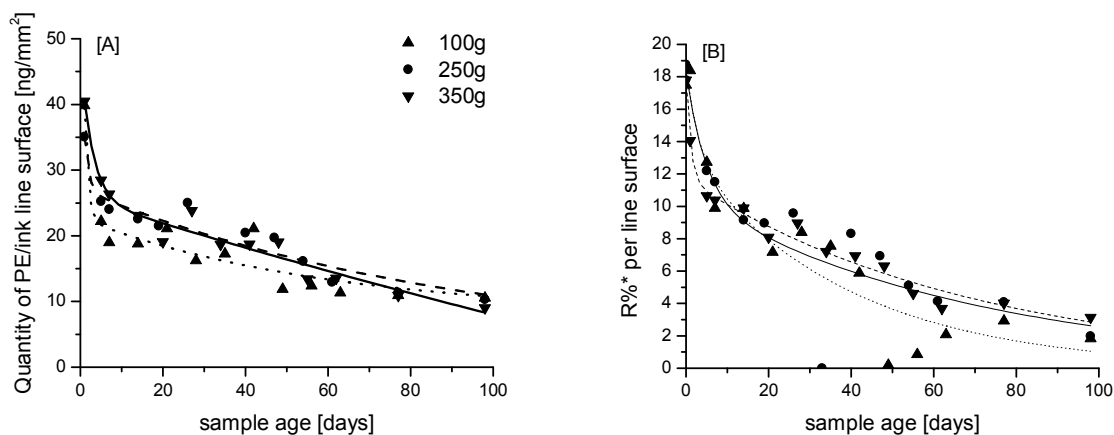 [A]
100g
250g
350g
50
40
30
20
10
0
0 20 40 60 80 100
sample age [days]
Quantity of PE/ink line surface [ng/mm²]
[B]
20
18
16
14
12
10
8
6
4
2
0
0 20 40 60 80 100
sample age [days]
R%* per line surface